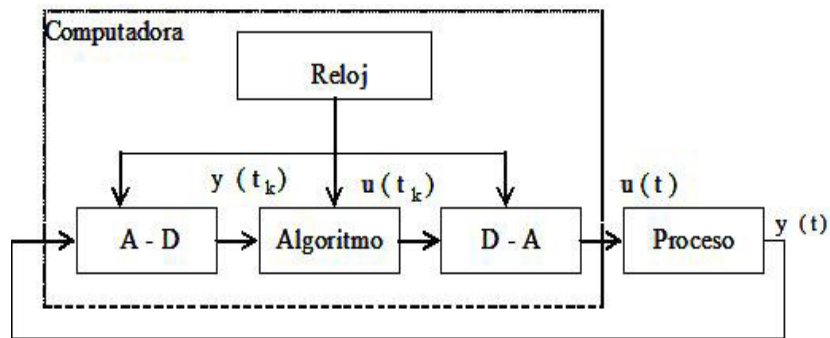 Computadora
Reloj
y (t_k)
u(t_k)
u(t)
A - D
Algoritmo
D - A
Proceso
y (t)